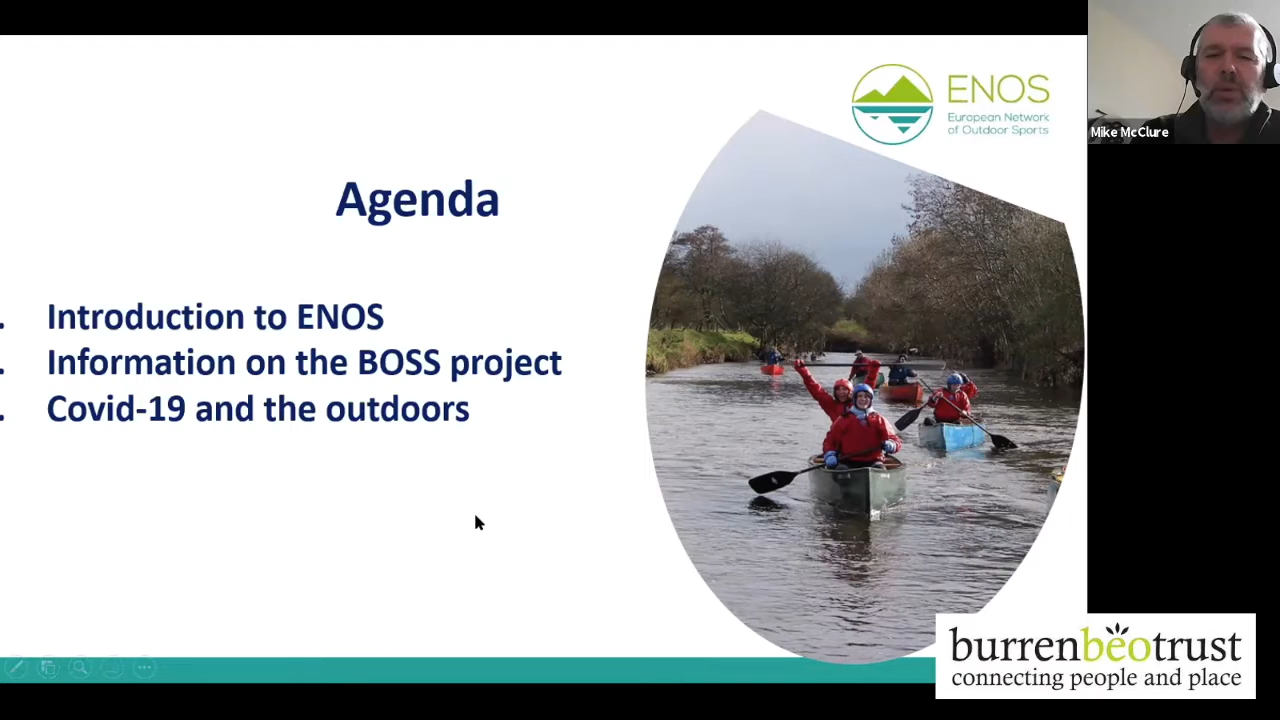 ENOS
European Network
of Outdoor Sports
Mike McClure
Agenda
. Introduction to ENOS
. Information on the BOSS project
. Covid-19 and the outdoors
burrenbeotrust
connecting people and place